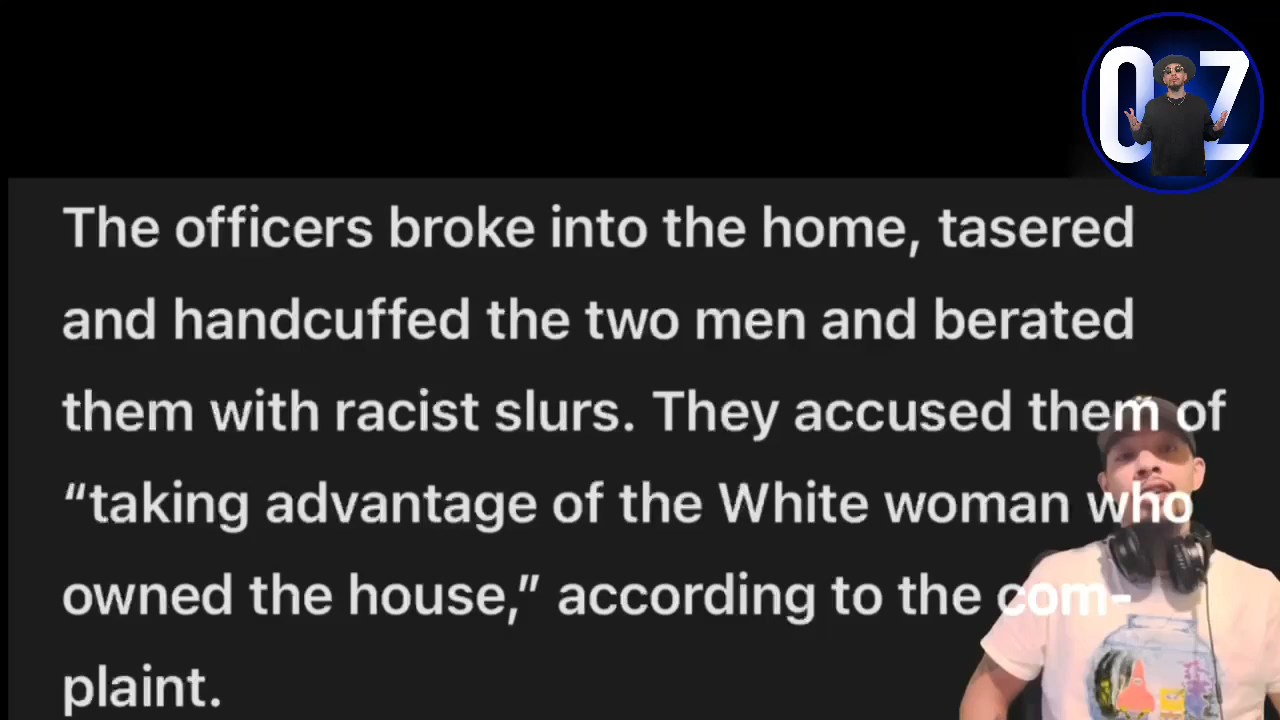 OZ
The officers broke into the home, tasered
and handcuffed the two men and berated
them with racist slurs. They accused them of
“taking advantage of the White woman who
owned the house,” according to the com-
plaint.